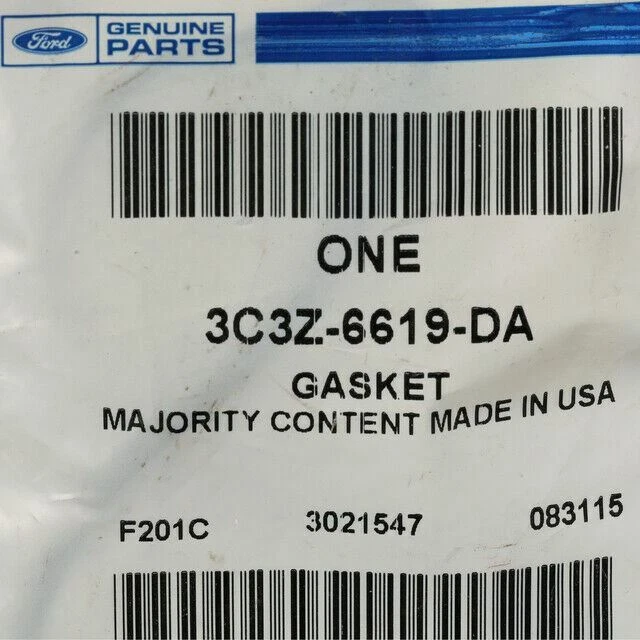 Ford GENUINE
PARTS
ONE
3C3Z-6619-DA
GASKET
MAJORITY CONTENT MADE IN USA
F201C 3021547 083115